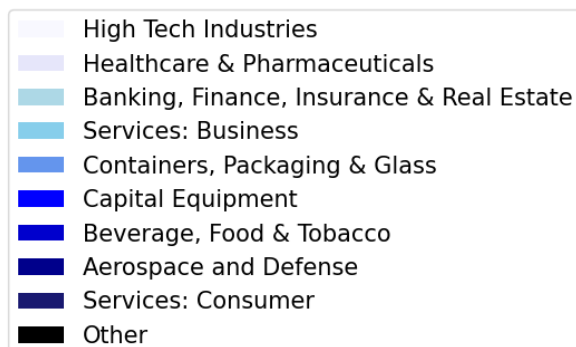 High Tech Industries
Healthcare & Pharmaceuticals
Banking, Finance, Insurance & Real Estate
Services: Business
Containers, Packaging & Glass
Capital Equipment
Beverage, Food & Tobacco
Aerospace and Defense
Services: Consumer
Other